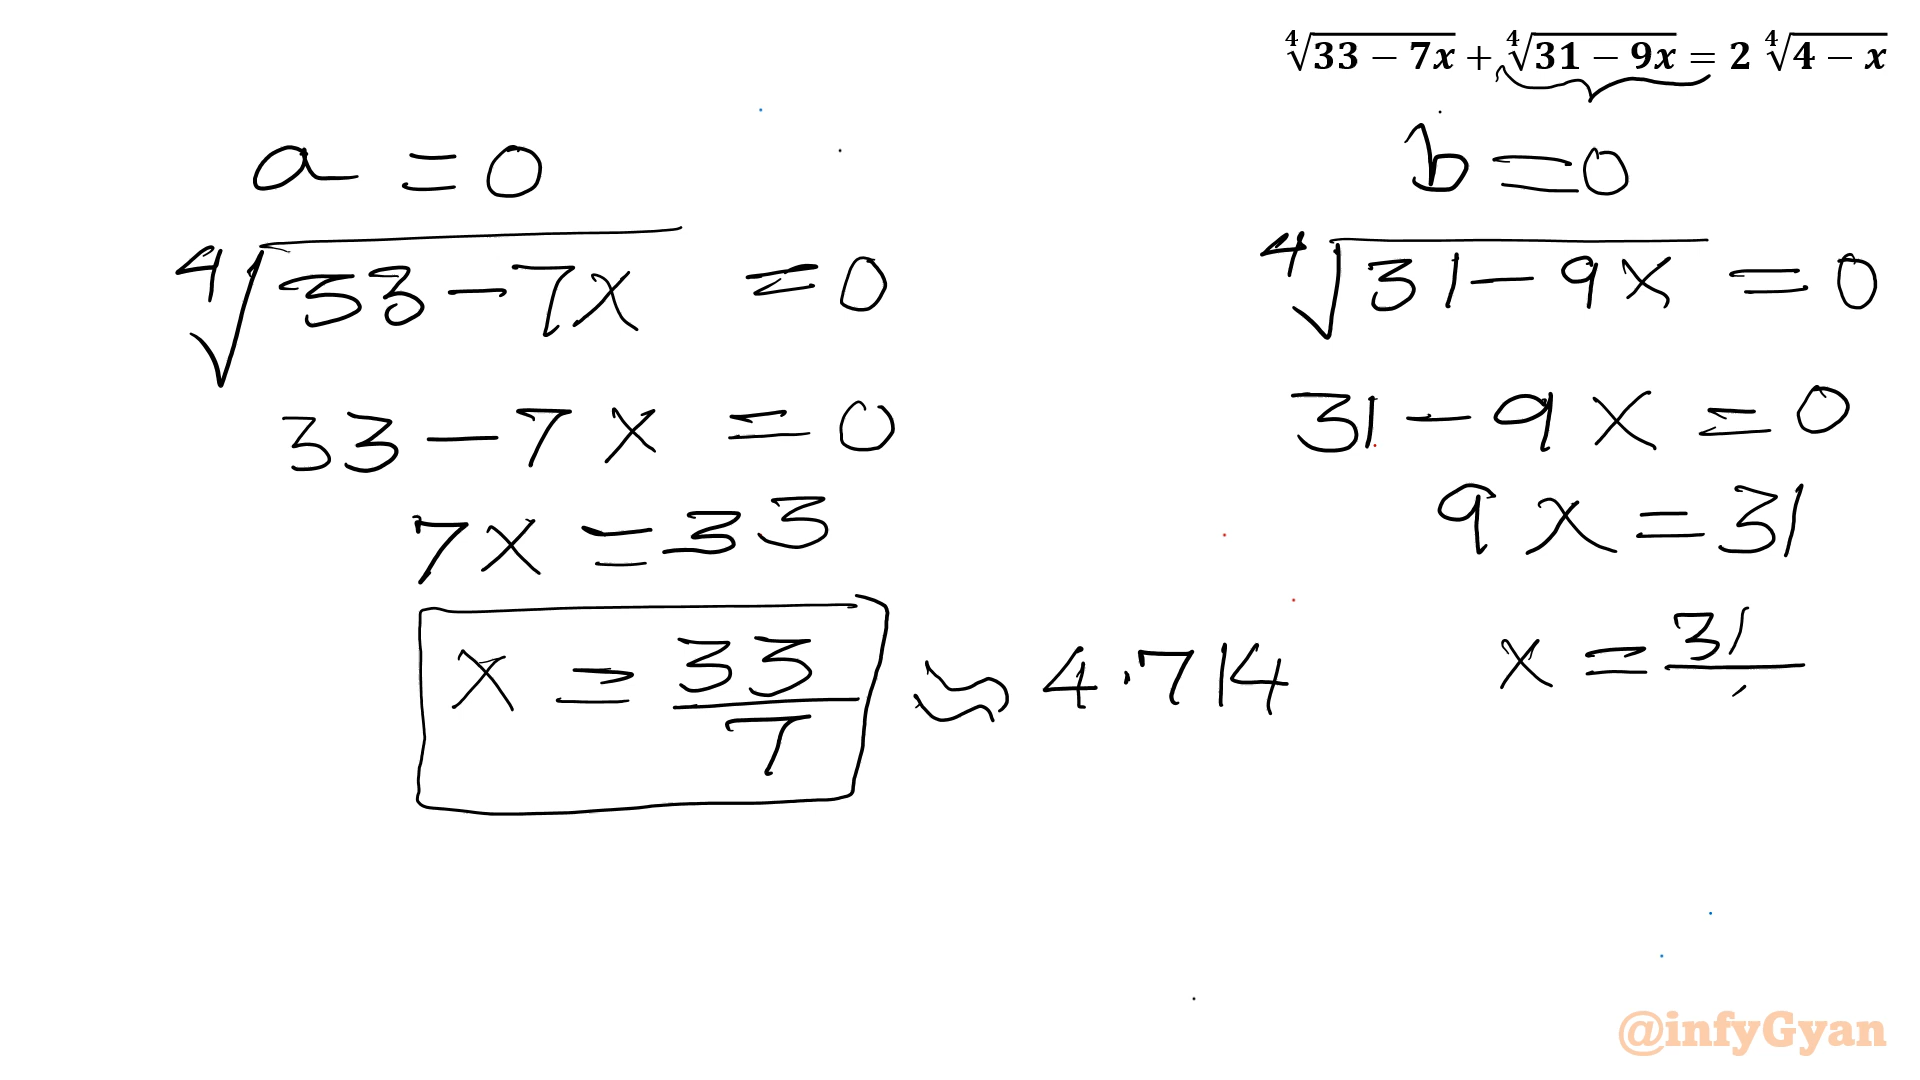 ∜33 − 7x + ∜31 − 9x = 2 ∜4 − x
a = 0
∜33 − 7x = 0
33 − 7x = 0
7x = 33
x = 33/7 ≈ 4.714
b = 0
∜31 − 9x = 0
31 − 9x = 0
9x = 31
x = 31/
@infyGyan